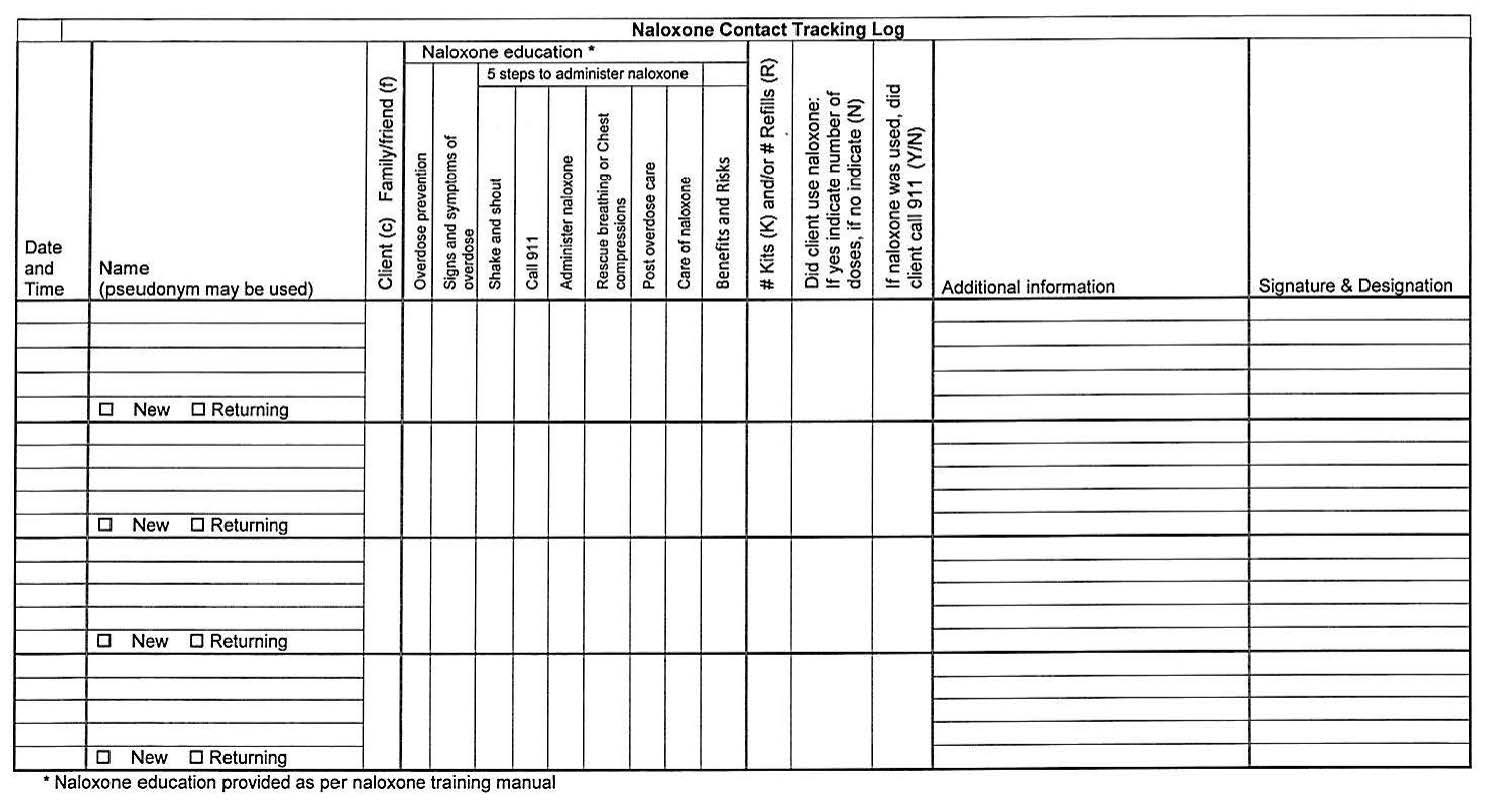 Naloxone Contact Tracking Log
Naloxone education *
5 steps to administer naloxone
Date
and
Time
Name
(pseudonym may be used)
Client (c) Family/friend (f)
Overdose prevention
Signs and symptoms of
overdose
Shake and shout
Call 911
Administer naloxone
Rescue breathing or Chest
compressions
Post overdose care
Care of naloxone
Benefits and Risks
# Kits (K) and/or # Refills (R)
Did client use naloxone:
If yes indicate number of
doses, if no indicate (N)
If naloxone was used, did
client call 911 (Y/N)
Additional information
Signature & Designation
☐ New ☐ Returning
☐ New ☐ Returning
☐ New ☐ Returning
☐ New ☐ Returning
* Naloxone education provided as per naloxone training manual